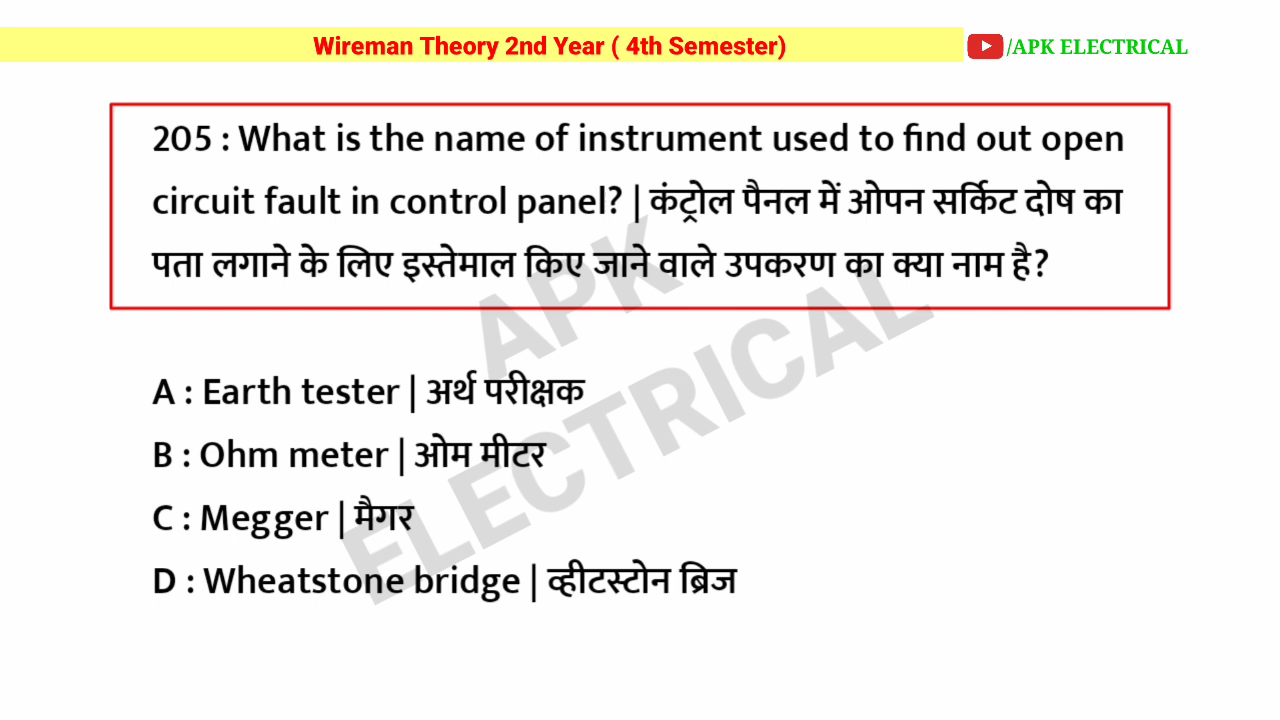 Wireman Theory 2nd Year ( 4th Semester)
/APK ELECTRICAL
205 : What is the name of instrument used to find out open
circuit fault in control panel? | कंट्रोल पैनल में ओपन सर्किट दोष का
पता लगाने के लिए इस्तेमाल किए जाने वाले उपकरण का क्या नाम है?
APK
ELECTRICAL
A : Earth tester | अर्थ परीक्षक
B : Ohm meter | ओम मीटर
C : Megger | मैगर
D : Wheatstone bridge | व्हीटस्टोन ब्रिज